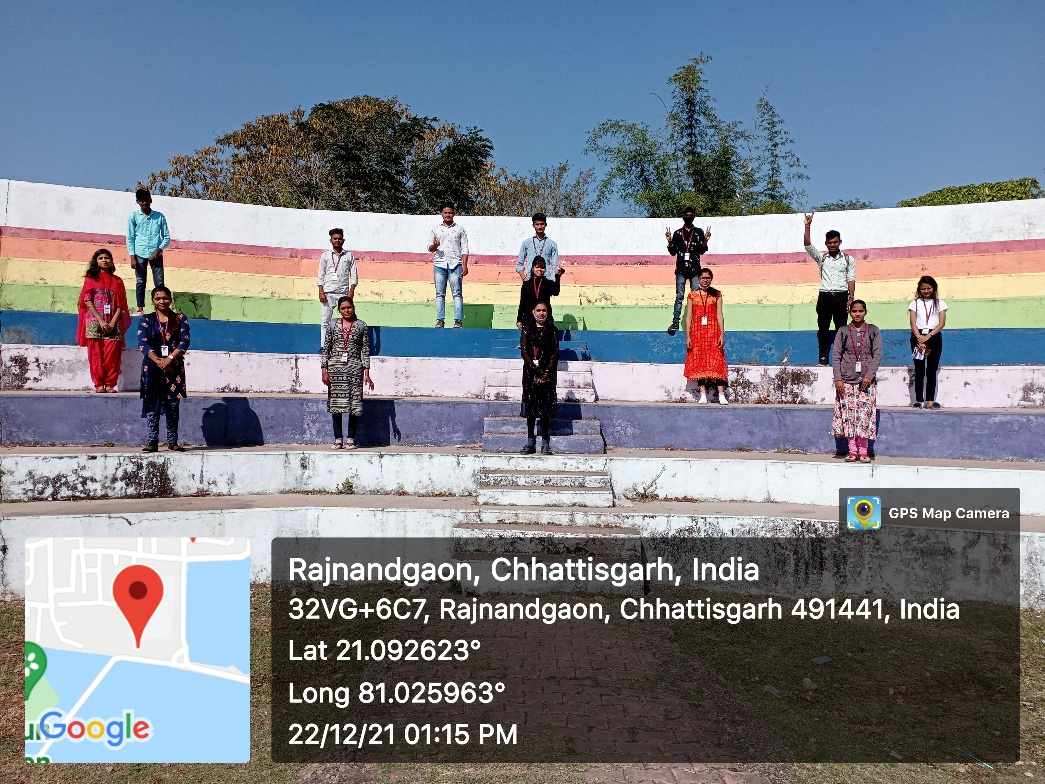 GPS Map Camera
Rajnandgaon, Chhattisgarh, India
32VG+6C7, Rajnandgaon, Chhattisgarh 491441, India
Lat 21.092623°
Long 81.025963°
22/12/21 01:15 PM
Google